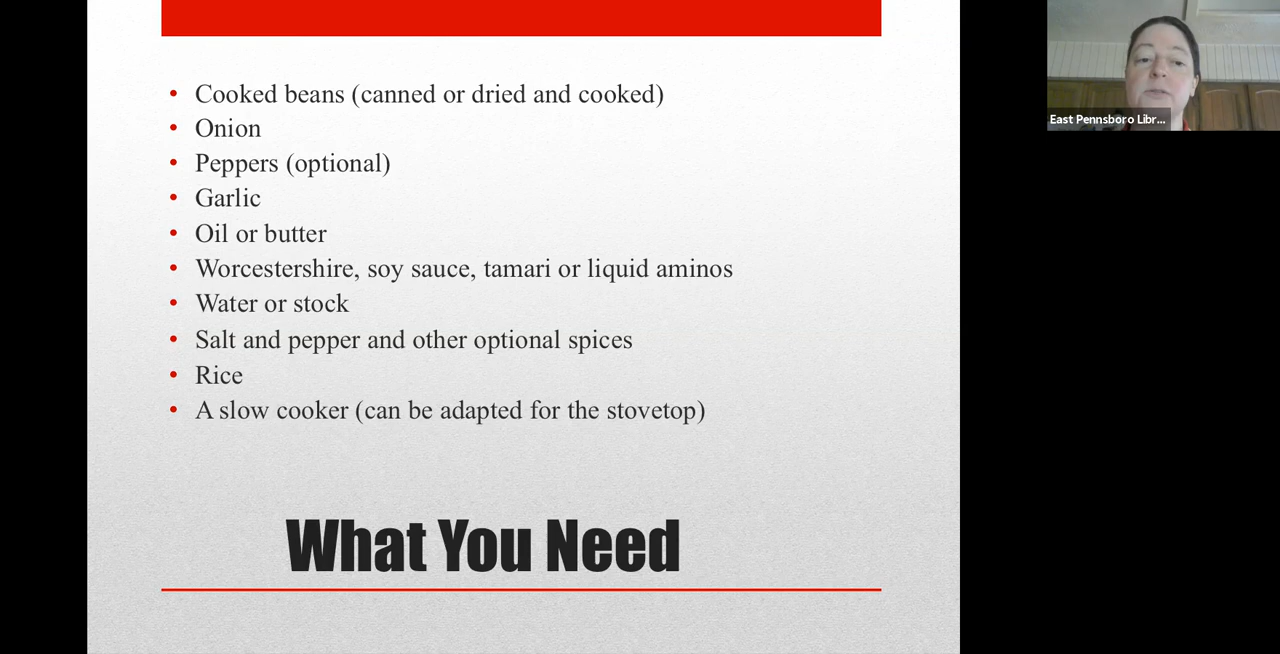 Cooked beans (canned or dried and cooked)
Onion
Peppers (optional)
Garlic
Oil or butter
Worcestershire, soy sauce, tamari or liquid aminos
Water or stock
Salt and pepper and other optional spices
Rice
A slow cooker (can be adapted for the stovetop)
What You Need
East Pennsboro Libr...